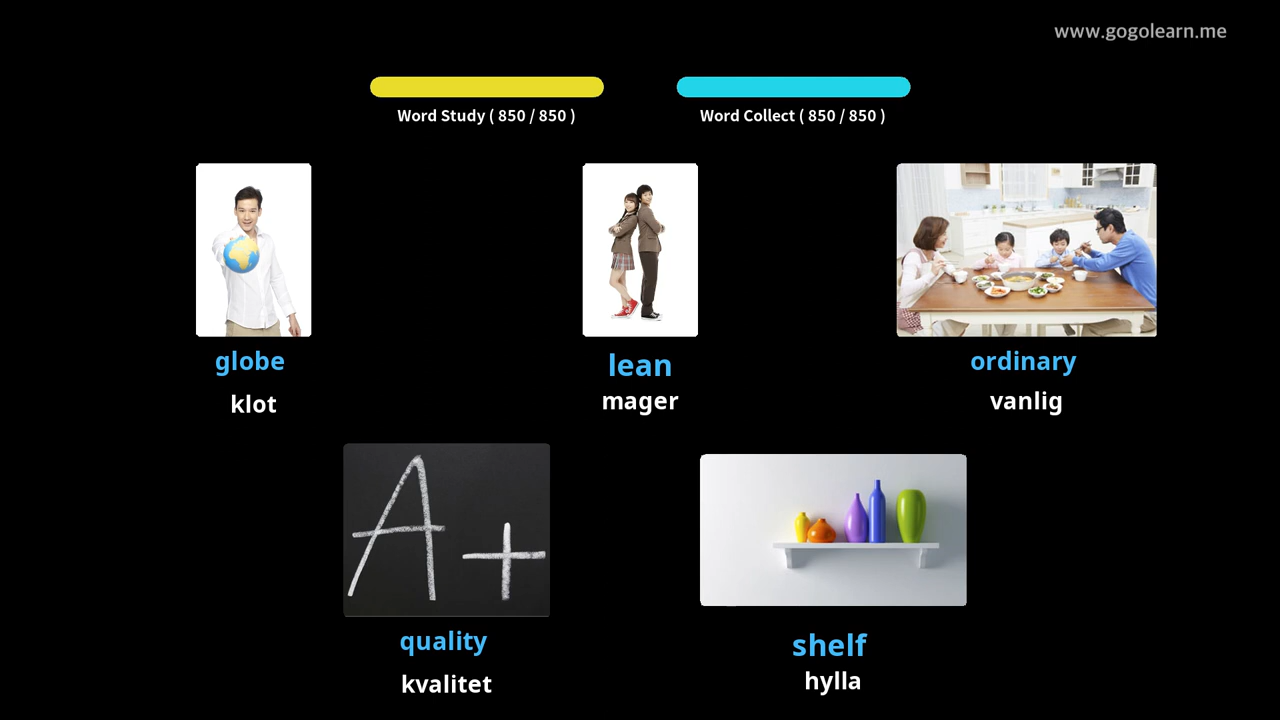 www.gogolearn.me
Word Study ( 850 / 850 )
Word Collect ( 850 / 850 )
globe
klot
lean
mager
ordinary
vanlig
A+
quality
kvalitet
shelf
hylla